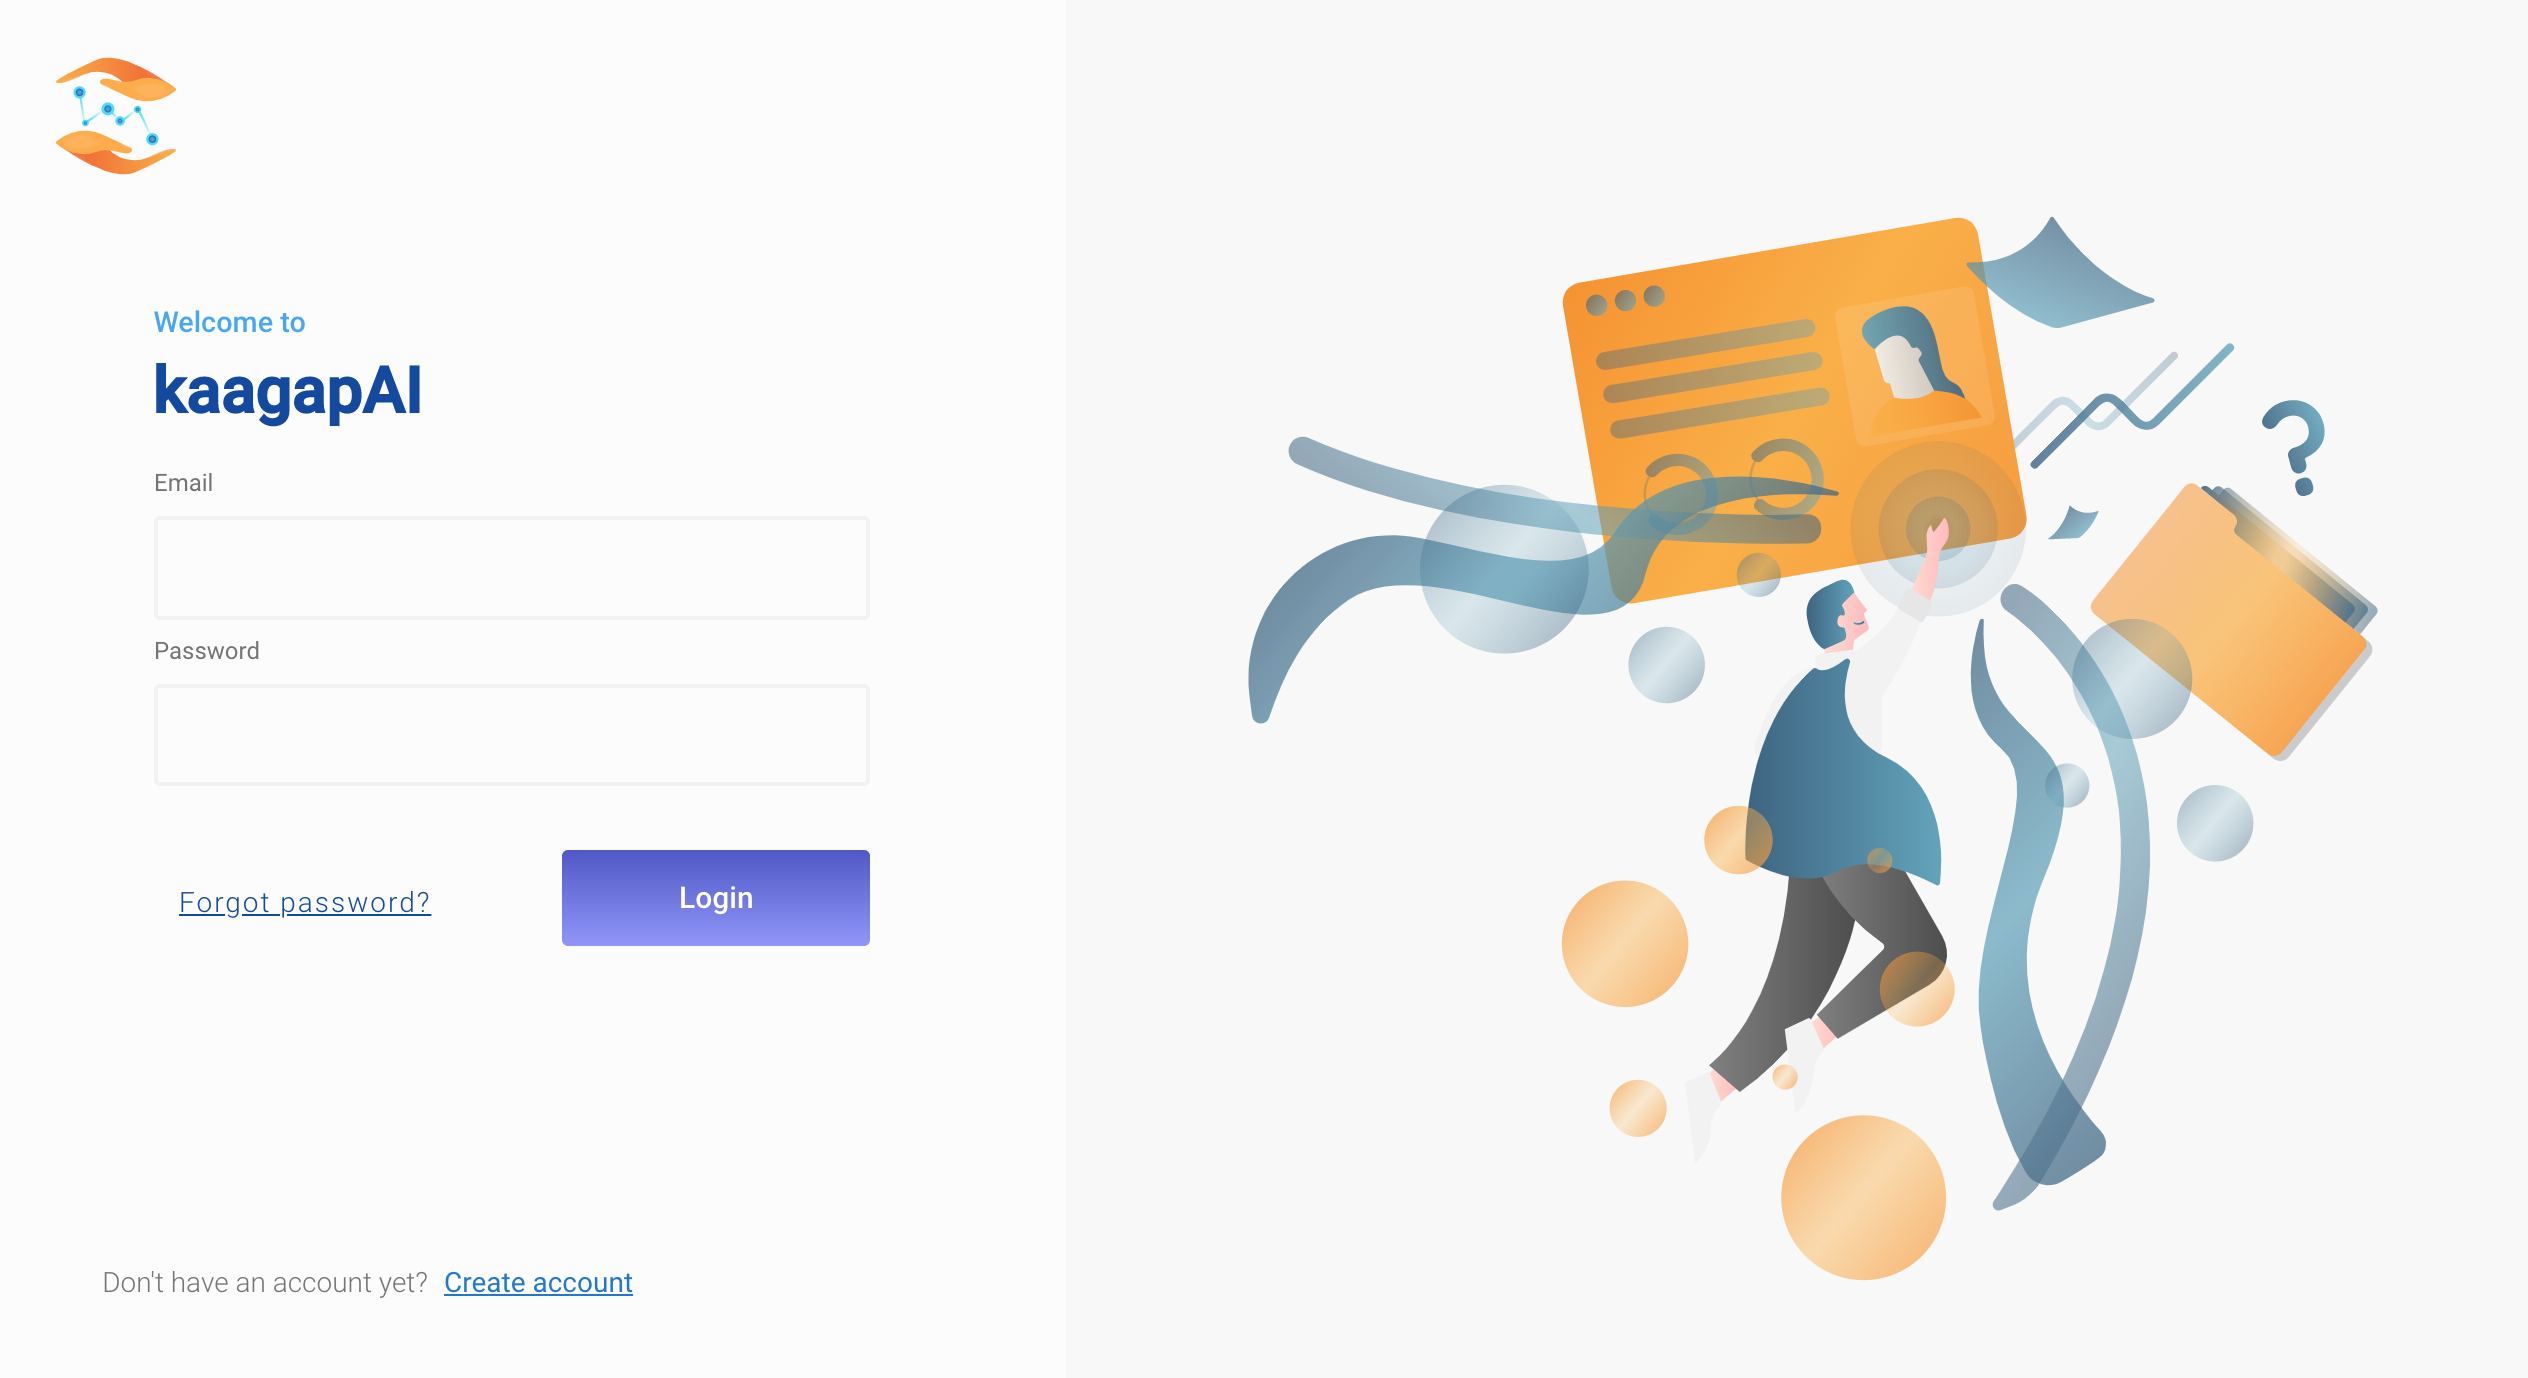 Welcome to
kaagapAI
Email
Password
Forgot password?
Login
Don't have an account yet? Create account
?